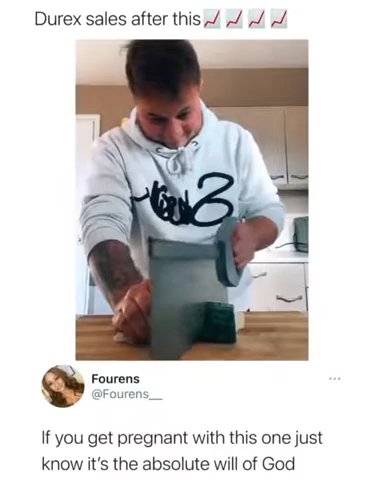 Durex sales after this📈📈📈📈
Fourens
@Fourens__
If you get pregnant with this one just
know it's the absolute will of God